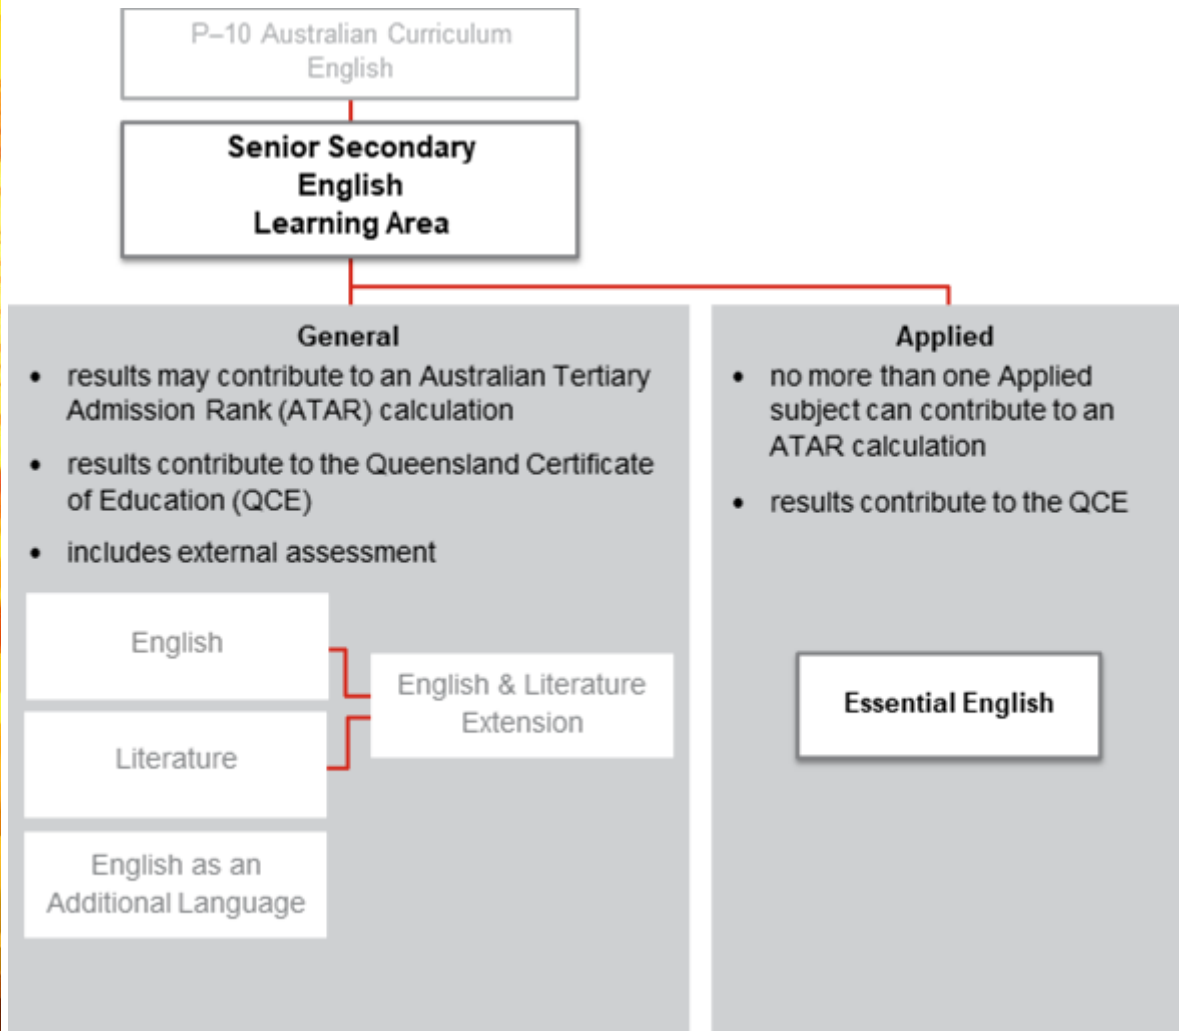 P–10 Australian Curriculum
English
Senior Secondary
English
Learning Area
General
• results may contribute to an Australian Tertiary
Admission Rank (ATAR) calculation
• results contribute to the Queensland Certificate
of Education (QCE)
• includes external assessment
English
Literature
English as an
Additional Language
English & Literature
Extension
Applied
• no more than one Applied
subject can contribute to an
ATAR calculation
• results contribute to the QCE
Essential English